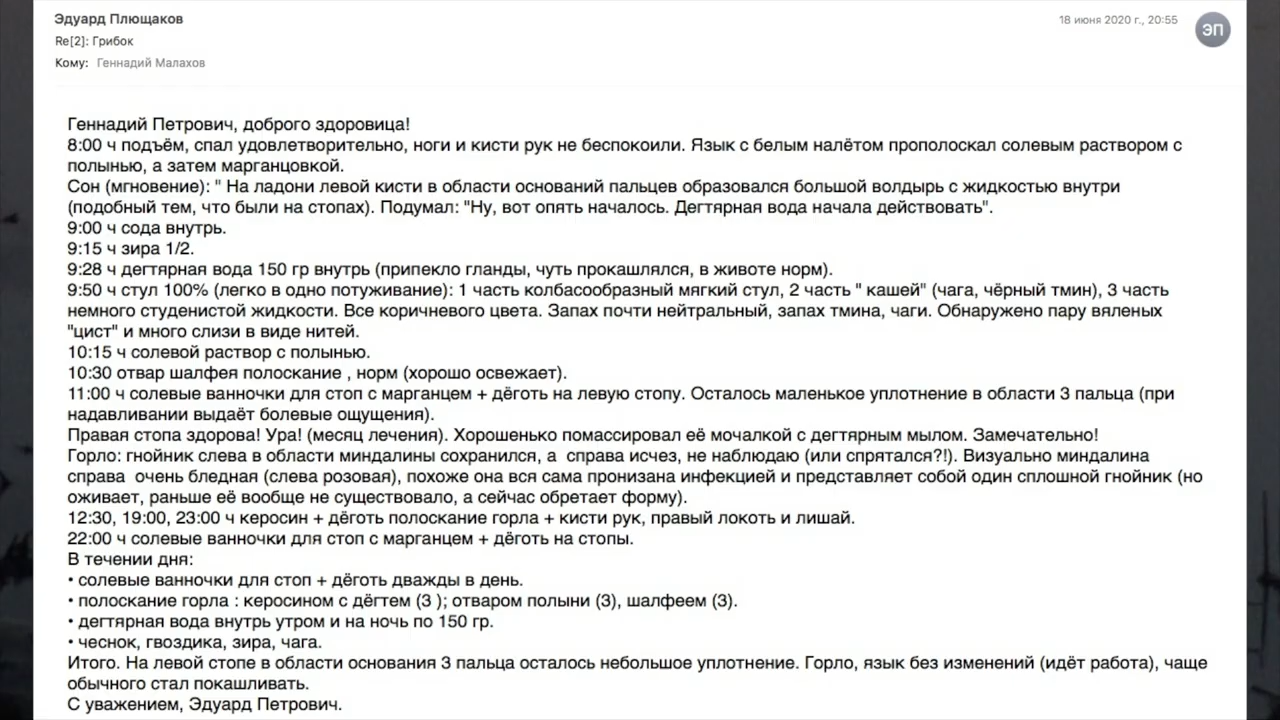 Эдуард Плющаков
18 июня 2020 г., 20:55
ЭП
Re[2]: Грибок
Кому: Геннадий Малахов
Геннадий Петрович, доброго здоровица!
8:00 ч подъём, спал удовлетворительно, ноги и кисти рук не беспокоили. Язык с белым налётом прополоскал солевым раствором с
полынью, а затем марганцовкой.
Сон (мгновение): " На ладони левой кисти в области оснований пальцев образовался большой волдырь с жидкостью внутри
(подобный тем, что были на стопах). Подумал: "Ну, вот опять началось. Дегтярная вода начала действовать".
9:00 ч сода внутрь.
9:15 ч зира 1/2.
9:28 ч дегтярная вода 150 гр внутрь (припекло гланды, чуть прокашлялся, в животе норм).
9:50 ч стул 100% (легко в одно потуживание): 1 часть колбасообразный мягкий стул, 2 часть " кашей" (чага, чёрный тмин), 3 часть
немного студенистой жидкости. Все коричневого цвета. Запах почти нейтральный, запах тмина, чаги. Обнаружено пару вяленых
"цист" и много слизи в виде нитей.
10:15 ч солевой раствор с полынью.
10:30 отвар шалфея полоскание , норм (хорошо освежает).
11:00 ч солевые ванночки для стоп с марганцем + дёготь на левую стопу. Осталось маленькое уплотнение в области 3 пальца (при
надавливании выдаёт болевые ощущения).
Правая стопа здорова! Ура! (месяц лечения). Хорошенько помассировал её мочалкой с дегтярным мылом. Замечательно!
Горло: гнойник слева в области миндалины сохранился, а  справа исчез, не наблюдаю (или спрятался?!). Визуально миндалина
справа  очень бледная (слева розовая), похоже она вся сама пронизана инфекцией и представляет собой один сплошной гнойник (но
оживает, раньше её вообще не существовало, а сейчас обретает форму).
12:30, 19:00, 23:00 ч керосин + дёготь полоскание горла + кисти рук, правый локоть и лишай.
22:00 ч солевые ванночки для стоп с марганцем + дёготь на стопы.
В течении дня:
• солевые ванночки для стоп + дёготь дважды в день.
• полоскание горла : керосином с дёгтем (3 ); отваром полыни (3), шалфеем (3).
• дегтярная вода внутрь утром и на ночь по 150 гр.
• чеснок, гвоздика, зира, чага.
Итого. На левой стопе в области основания 3 пальца осталось небольшое уплотнение. Горло, язык без изменений (идёт работа), чаще
обычного стал покашливать.
С уважением, Эдуард Петрович.